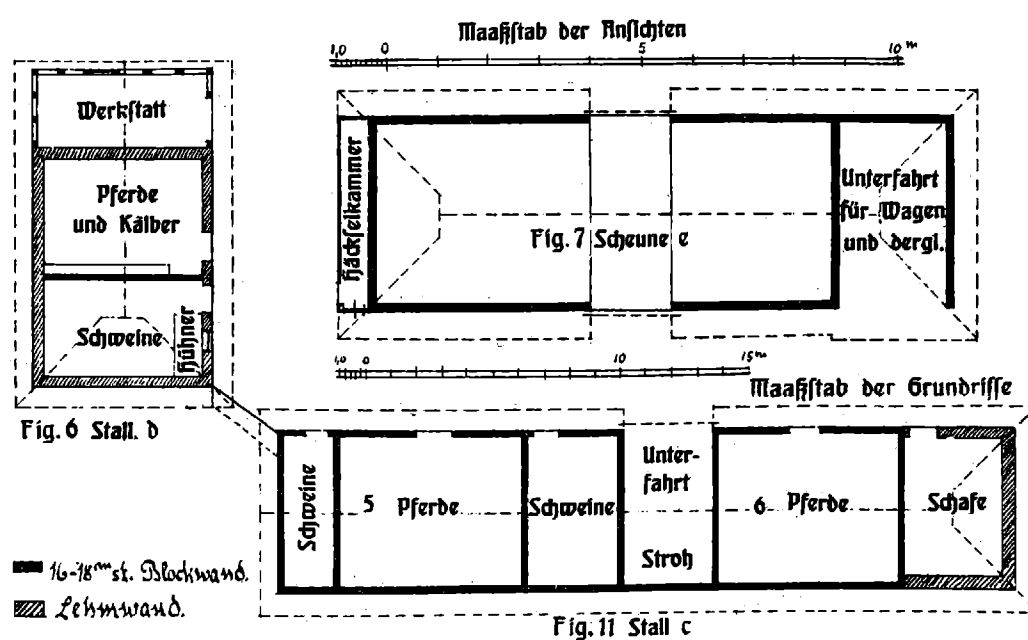 Maaßstab der Ansichten
1,0 0 5 10 m
Werkstatt
Pferde
und Kälber
Schweine
Hühner
Fig. 6 Stall. d
Häckselkammer
Fig. 7 Scheune e
Unterfahrt
für Wagen
und dergl.
1,0 0 10 15 m
Maaßstab der Grundrisse
Schweine
5 Pferde
Schweine
Unter-
fahrt
Stroh
6 Pferde
Schafe
16-18 cm st. Blockwand.
Lehmwand.
Fig. 11 Stall c